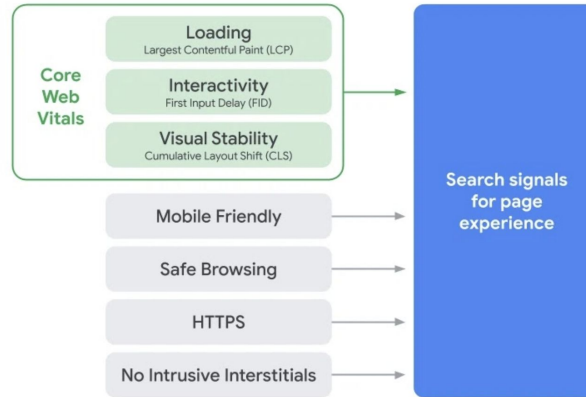 Core
Web
Vitals
Loading
Largest Contentful Paint (LCP)
Interactivity
First Input Delay (FID)
Visual Stability
Cumulative Layout Shift (CLS)
Mobile Friendly
Safe Browsing
HTTPS
No Intrusive Interstitials
Search signals
for page
experience